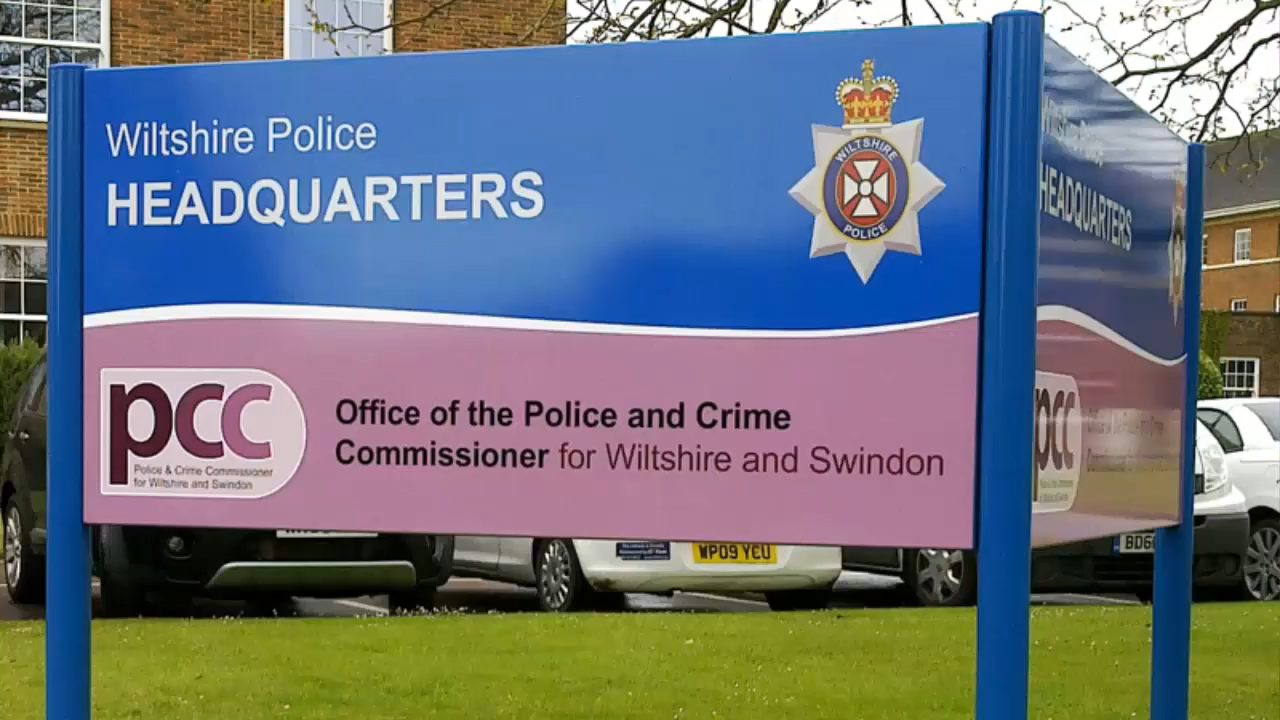 Wiltshire Police
HEADQUARTERS
WILTSHIRE
POLICE
pcc
Police & Crime Commissioner
for Wiltshire and Swindon
Office of the Police and Crime
Commissioner for Wiltshire and Swindon
HEADQUARTERS
pcc
WP09 YCU